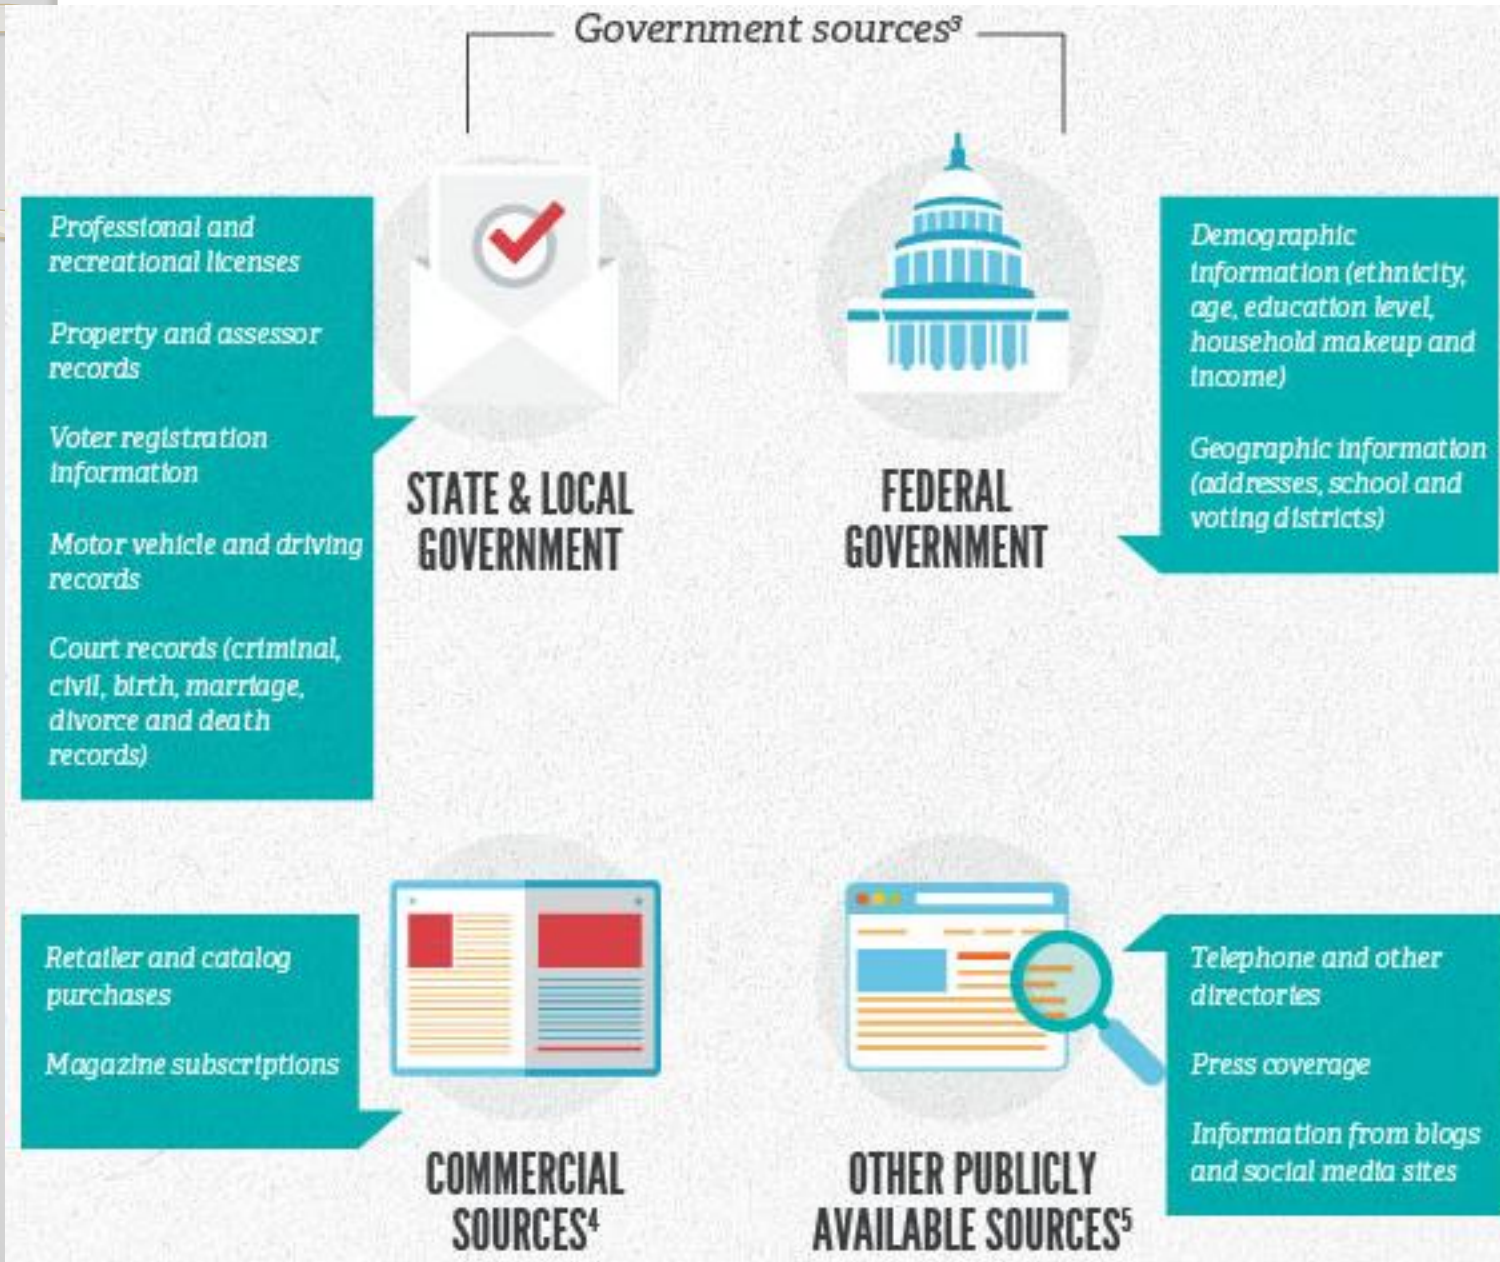 Government sources³
Professional and
recreational licenses
Property and assessor
records
Voter registration
information
Motor vehicle and driving
records
Court records (criminal,
civil, birth, marriage,
divorce and death
records)
STATE & LOCAL
GOVERNMENT
FEDERAL
GOVERNMENT
Demographic
information (ethnicity,
age, education level,
household makeup and
income)
Geographic information
(addresses, school and
voting districts)
Retailer and catalog
purchases
Magazine subscriptions
COMMERCIAL
SOURCES⁴
OTHER PUBLICLY
AVAILABLE SOURCES⁵
Telephone and other
directories
Press coverage
Information from blogs
and social media sites